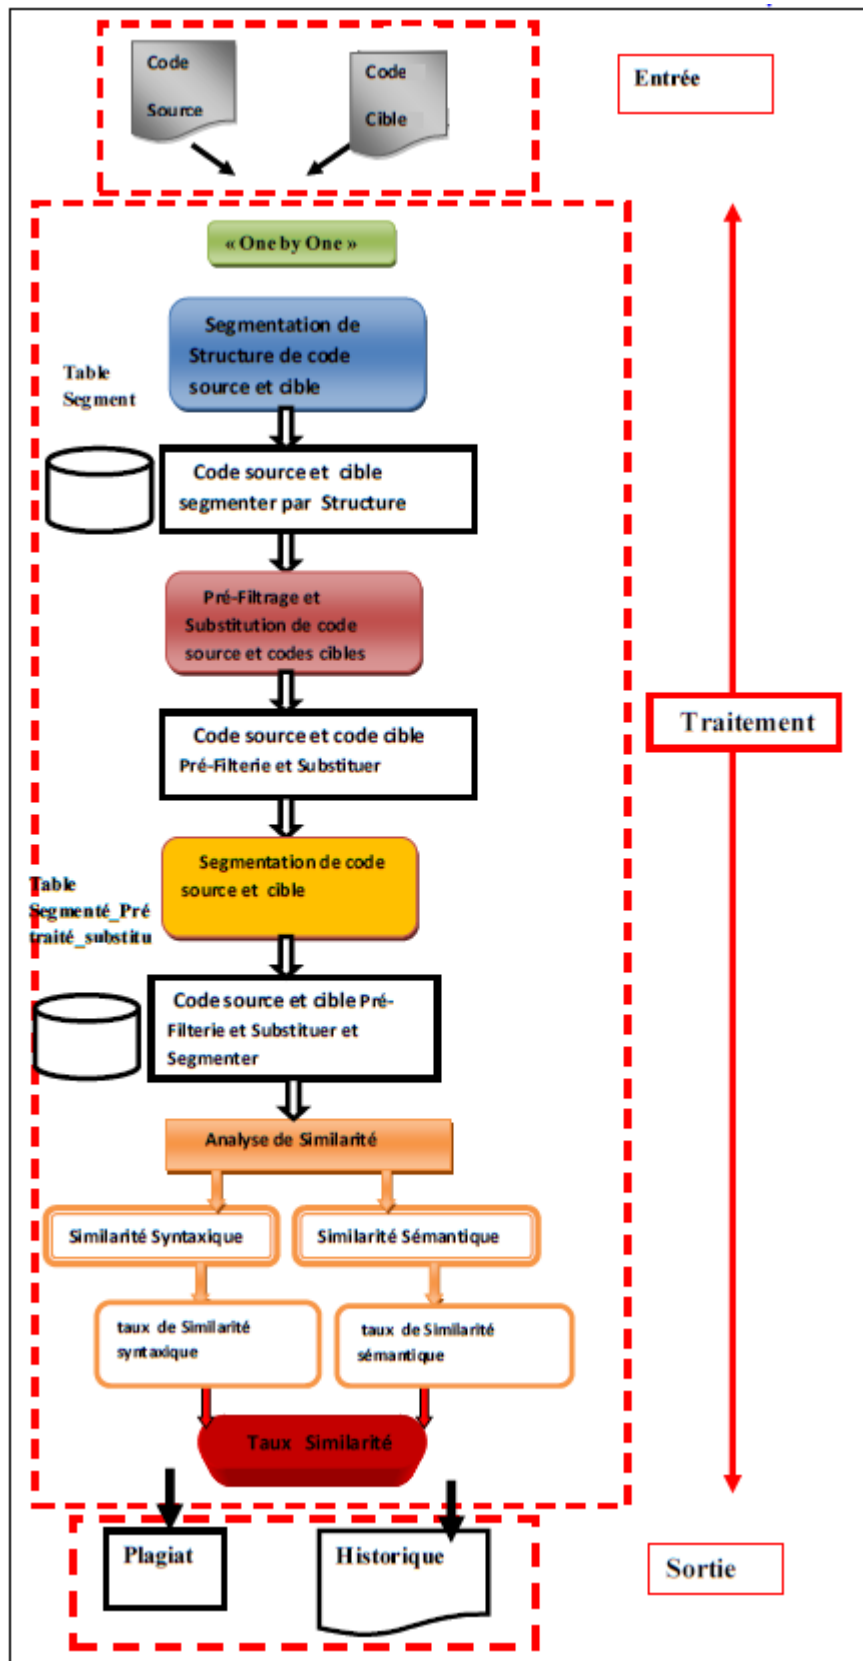 Code
Source
Code
Cible
Entrée
« One by One »
Segmentation de
Structure de code
source et cible
Table
Segment
Code source et cible
segmenter par Structure
Pré-Filtrage et
Substitution de code
source et codes cibles
Traitement
Code source et code cible
Pré-Filterie et Substituer
Segmentation de code
source et cible
Table
Segmenté_Pré
traité_substitu
Code source et cible Pré-
Filterie et Substituer et
Segmenter
Analyse de Similarité
Similarité Syntaxique
Similarité Sémantique
taux de Similarité
syntaxique
taux de Similarité
sémantique
Taux Similarité
Plagiat
Historique
Sortie